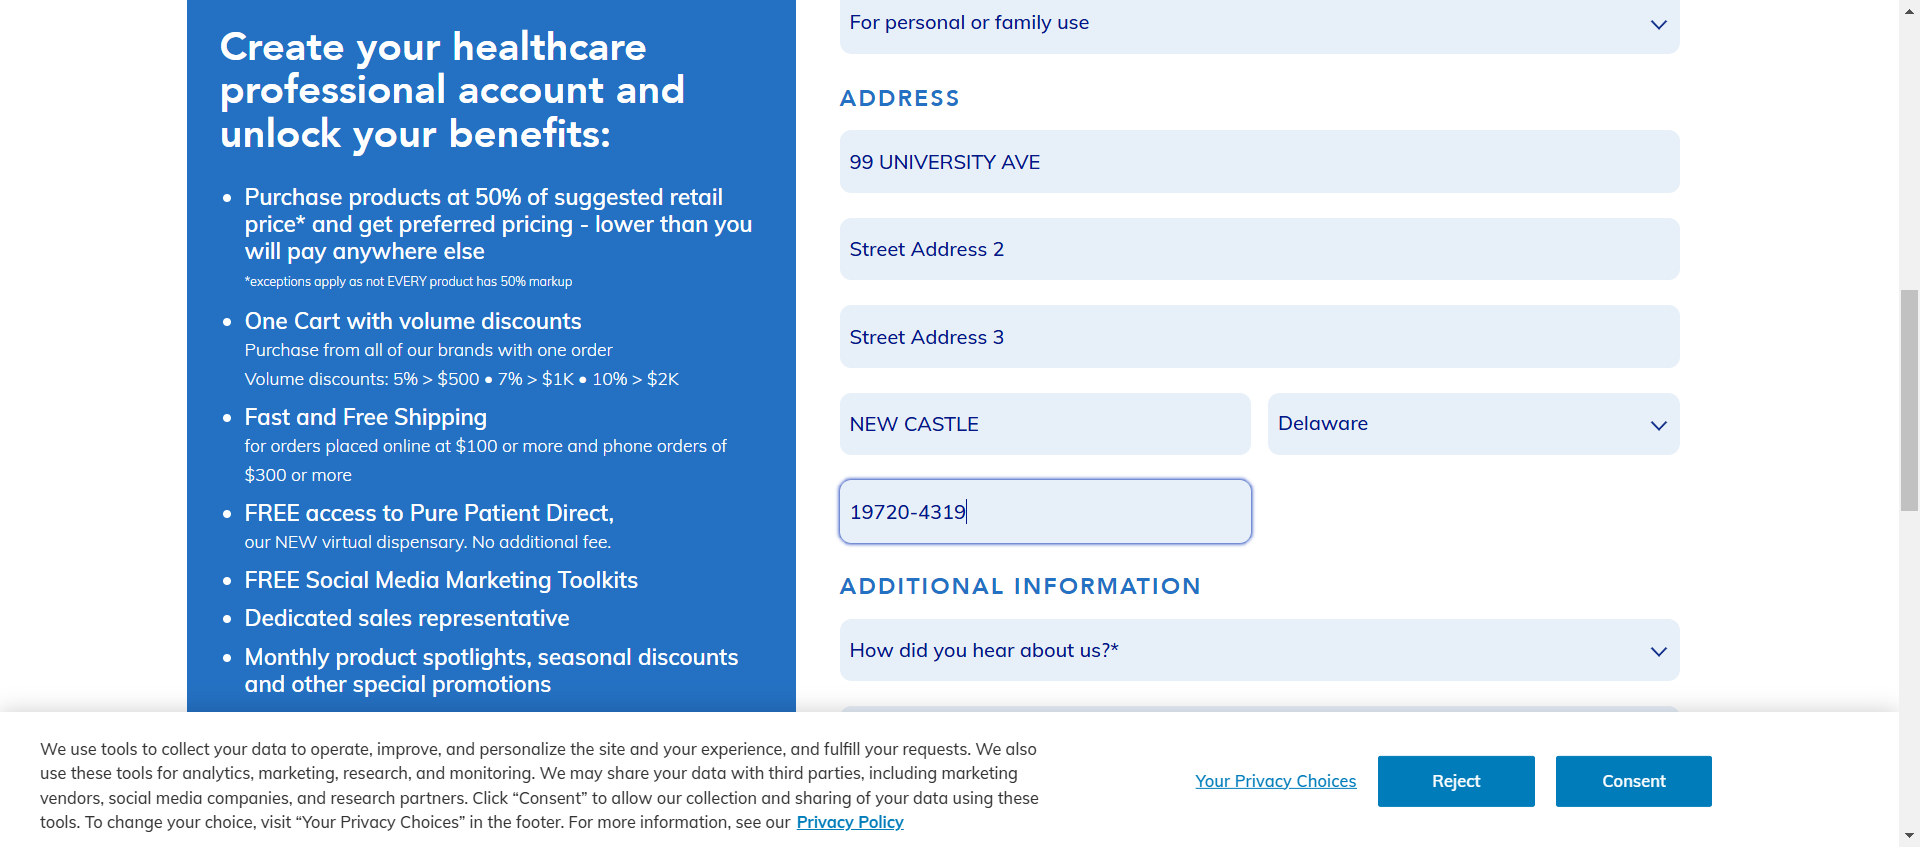 Create your healthcare
professional account and
unlock your benefits:
• Purchase products at 50% of suggested retail
price* and get preferred pricing - lower than you
will pay anywhere else
*exceptions apply as not EVERY product has 50% markup
• One Cart with volume discounts
Purchase from all of our brands with one order
Volume discounts: 5% > $500 • 7% > $1K • 10% > $2K
• Fast and Free Shipping
for orders placed online at $100 or more and phone orders of
$300 or more
• FREE access to Pure Patient Direct,
our NEW virtual dispensary. No additional fee.
• FREE Social Media Marketing Toolkits
• Dedicated sales representative
• Monthly product spotlights, seasonal discounts
and other special promotions
For personal or family use
ADDRESS
99 UNIVERSITY AVE
Street Address 2
Street Address 3
NEW CASTLE
Delaware
19720-4319
ADDITIONAL INFORMATION
How did you hear about us?*
We use tools to collect your data to operate, improve, and personalize the site and your experience, and fulfill your requests. We also
use these tools for analytics, marketing, research, and monitoring. We may share your data with third parties, including marketing
vendors, social media companies, and research partners. Click “Consent” to allow our collection and sharing of your data using these
tools. To change your choice, visit “Your Privacy Choices” in the footer. For more information, see our Privacy Policy
Your Privacy Choices
Reject
Consent